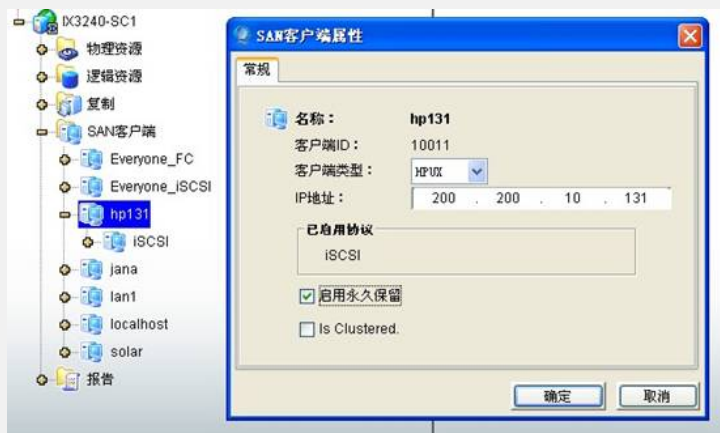 IX3240-SC1
物理资源
逻辑资源
复制
SAN客户端
Everyone_FC
Everyone_iSCSI
hp131
iSCSI
jana
lan1
localhost
solar
报告
SAN客户端属性
常规
名称： hp131
客户端ID： 10011
客户端类型： HPUX
IP地址： 200 . 200 . 10 . 131
已启用协议
iSCSI
启用永久保留
Is Clustered.
确定 取消